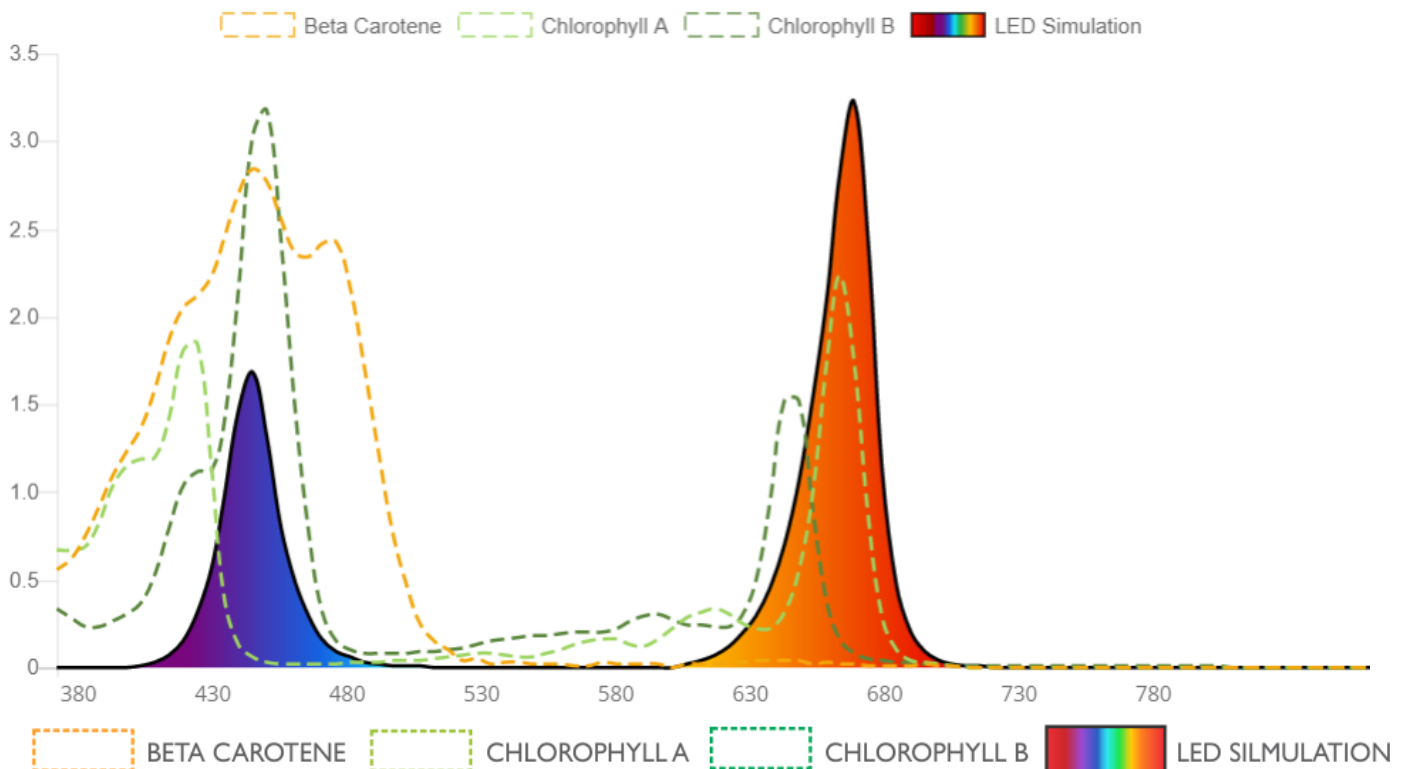 Beta Carotene Chlorophyll A Chlorophyll B LED Simulation
3.5
3.0
2.5
2.0
1.5
1.0
0.5
0
380 430 480 530 580 630 680 730 780
BETA CAROTENE CHLOROPHYLL A CHLOROPHYLL B LED SILMULATION